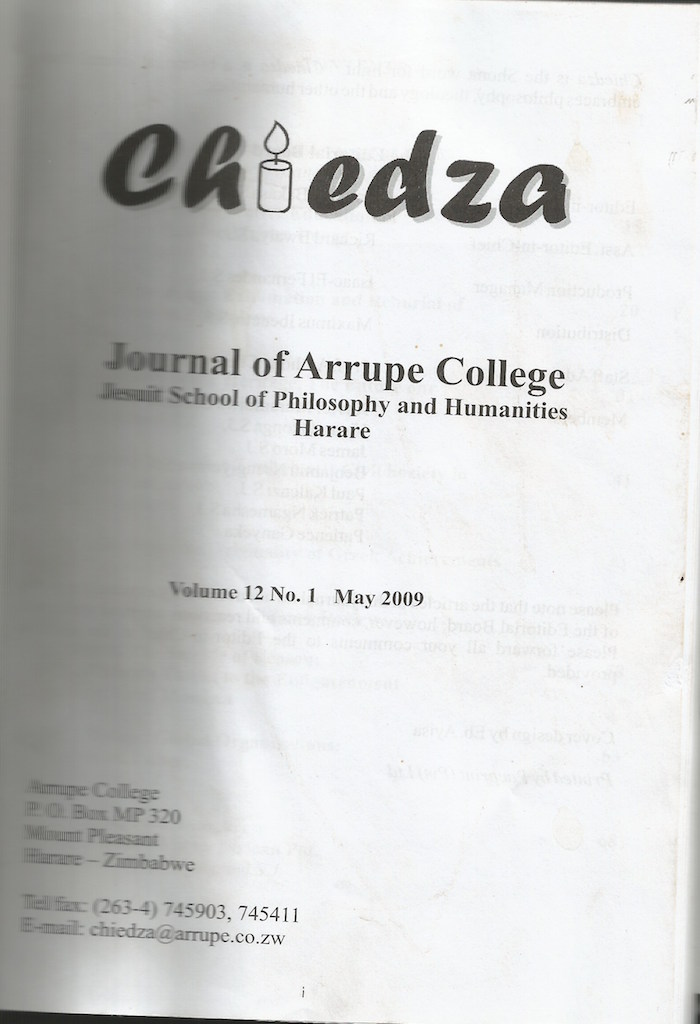 Chiedza
Journal of Arrupe College
Jesuit School of Philosophy and Humanities
Harare
Volume 12 No. 1 May 2009
Arrupe College
P. O. Box MP 320
Mount Pleasant
Harare – Zimbabwe
Tel/fax: (263-4) 745903, 745411
E-mail: chiedza@arrupe.co.zw
i